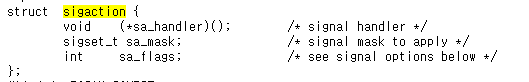 struct sigaction {
void (*sa_handler)(); /* signal handler */
sigset_t sa_mask; /* signal mask to apply */
int sa_flags; /* see signal options below */
};